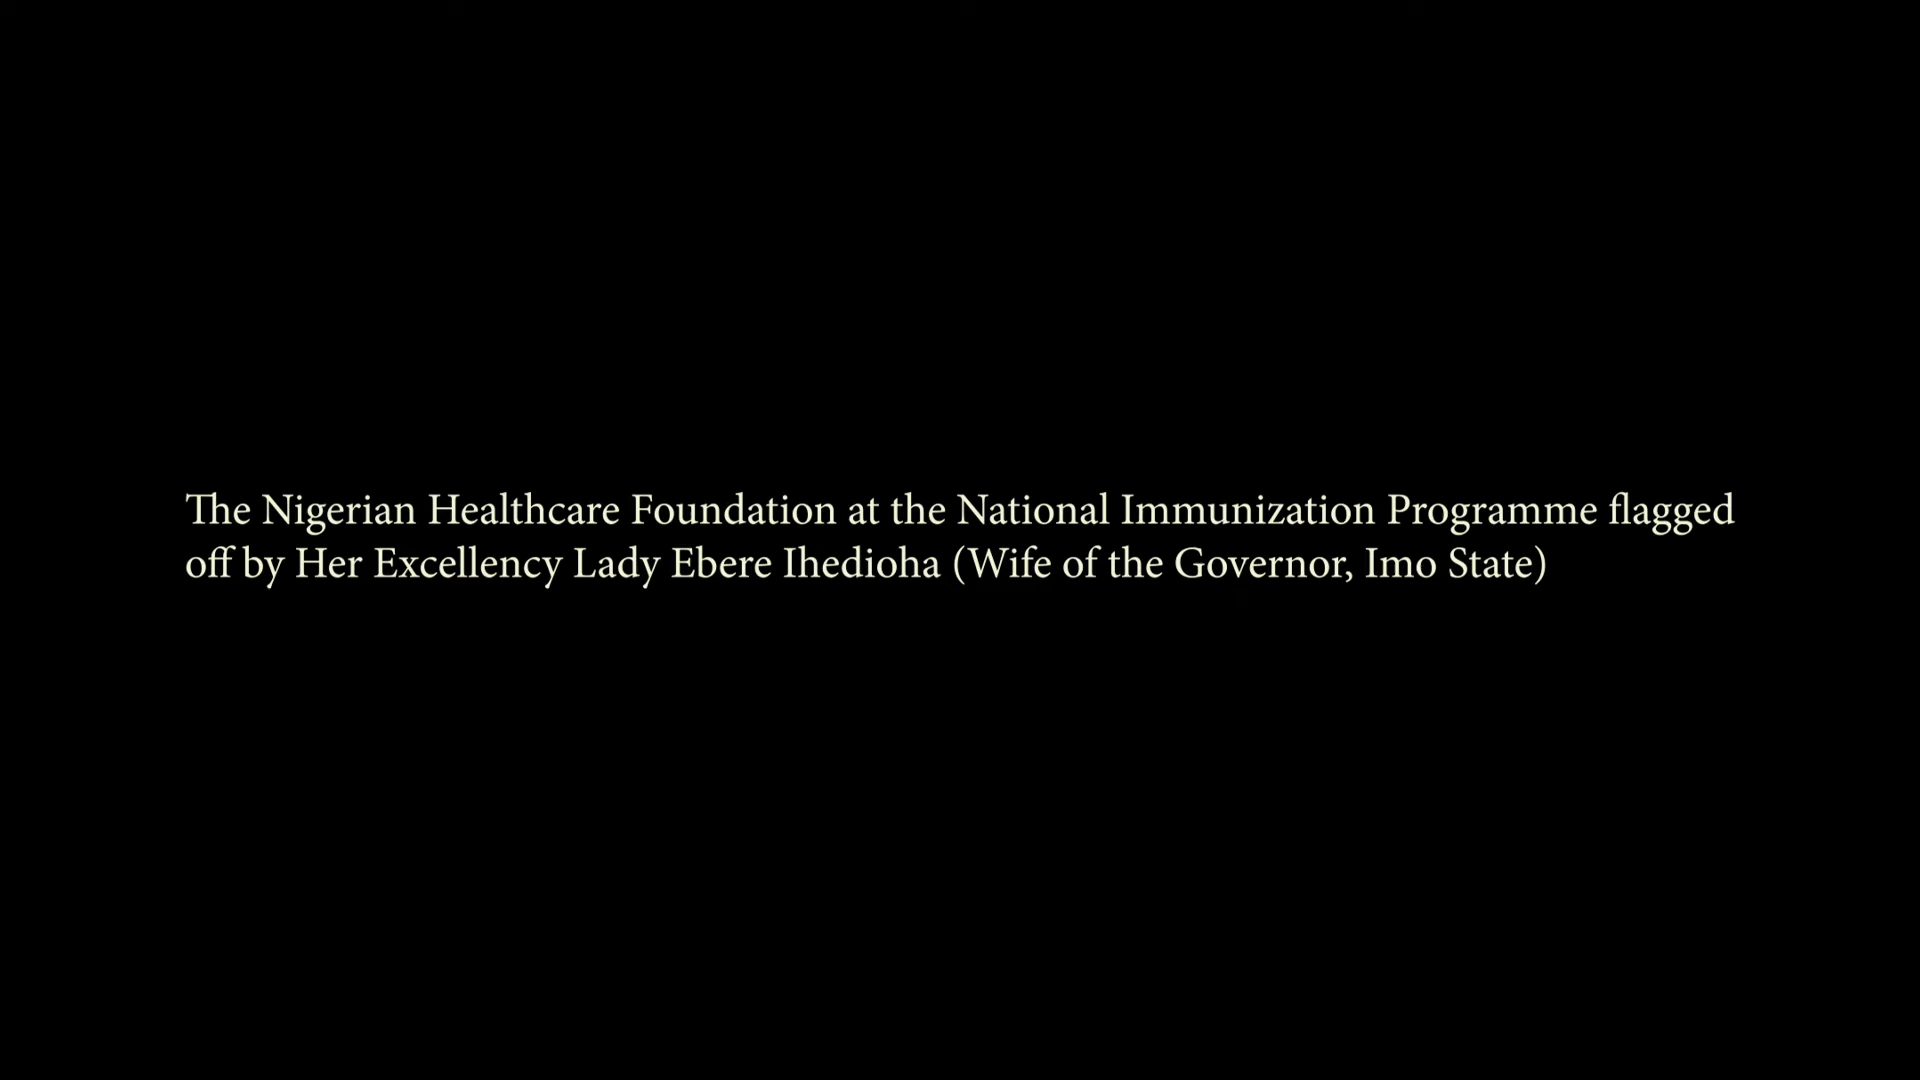 The Nigerian Healthcare Foundation at the National Immunization Programme flagged
off by Her Excellency Lady Ebere Ihedioha (Wife of the Governor, Imo State)